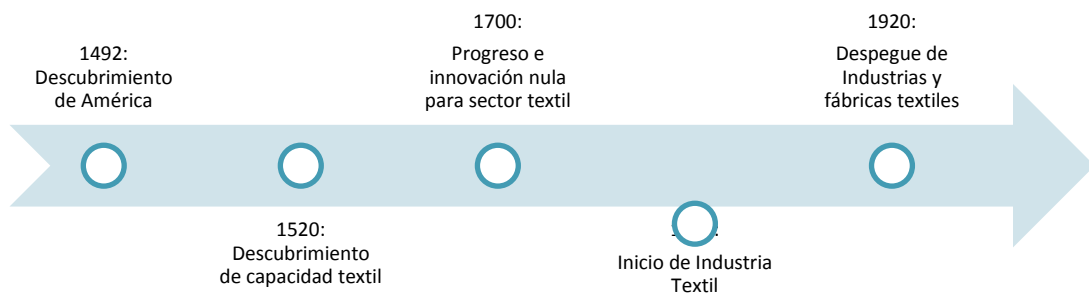 1492:
Descubrimiento
de América
1520:
Descubrimiento
de capacidad textil
1700:
Progreso e
innovación nula
para sector textil
Inicio de Industria
Textil
1920:
Despegue de
Industrias y
fábricas textiles